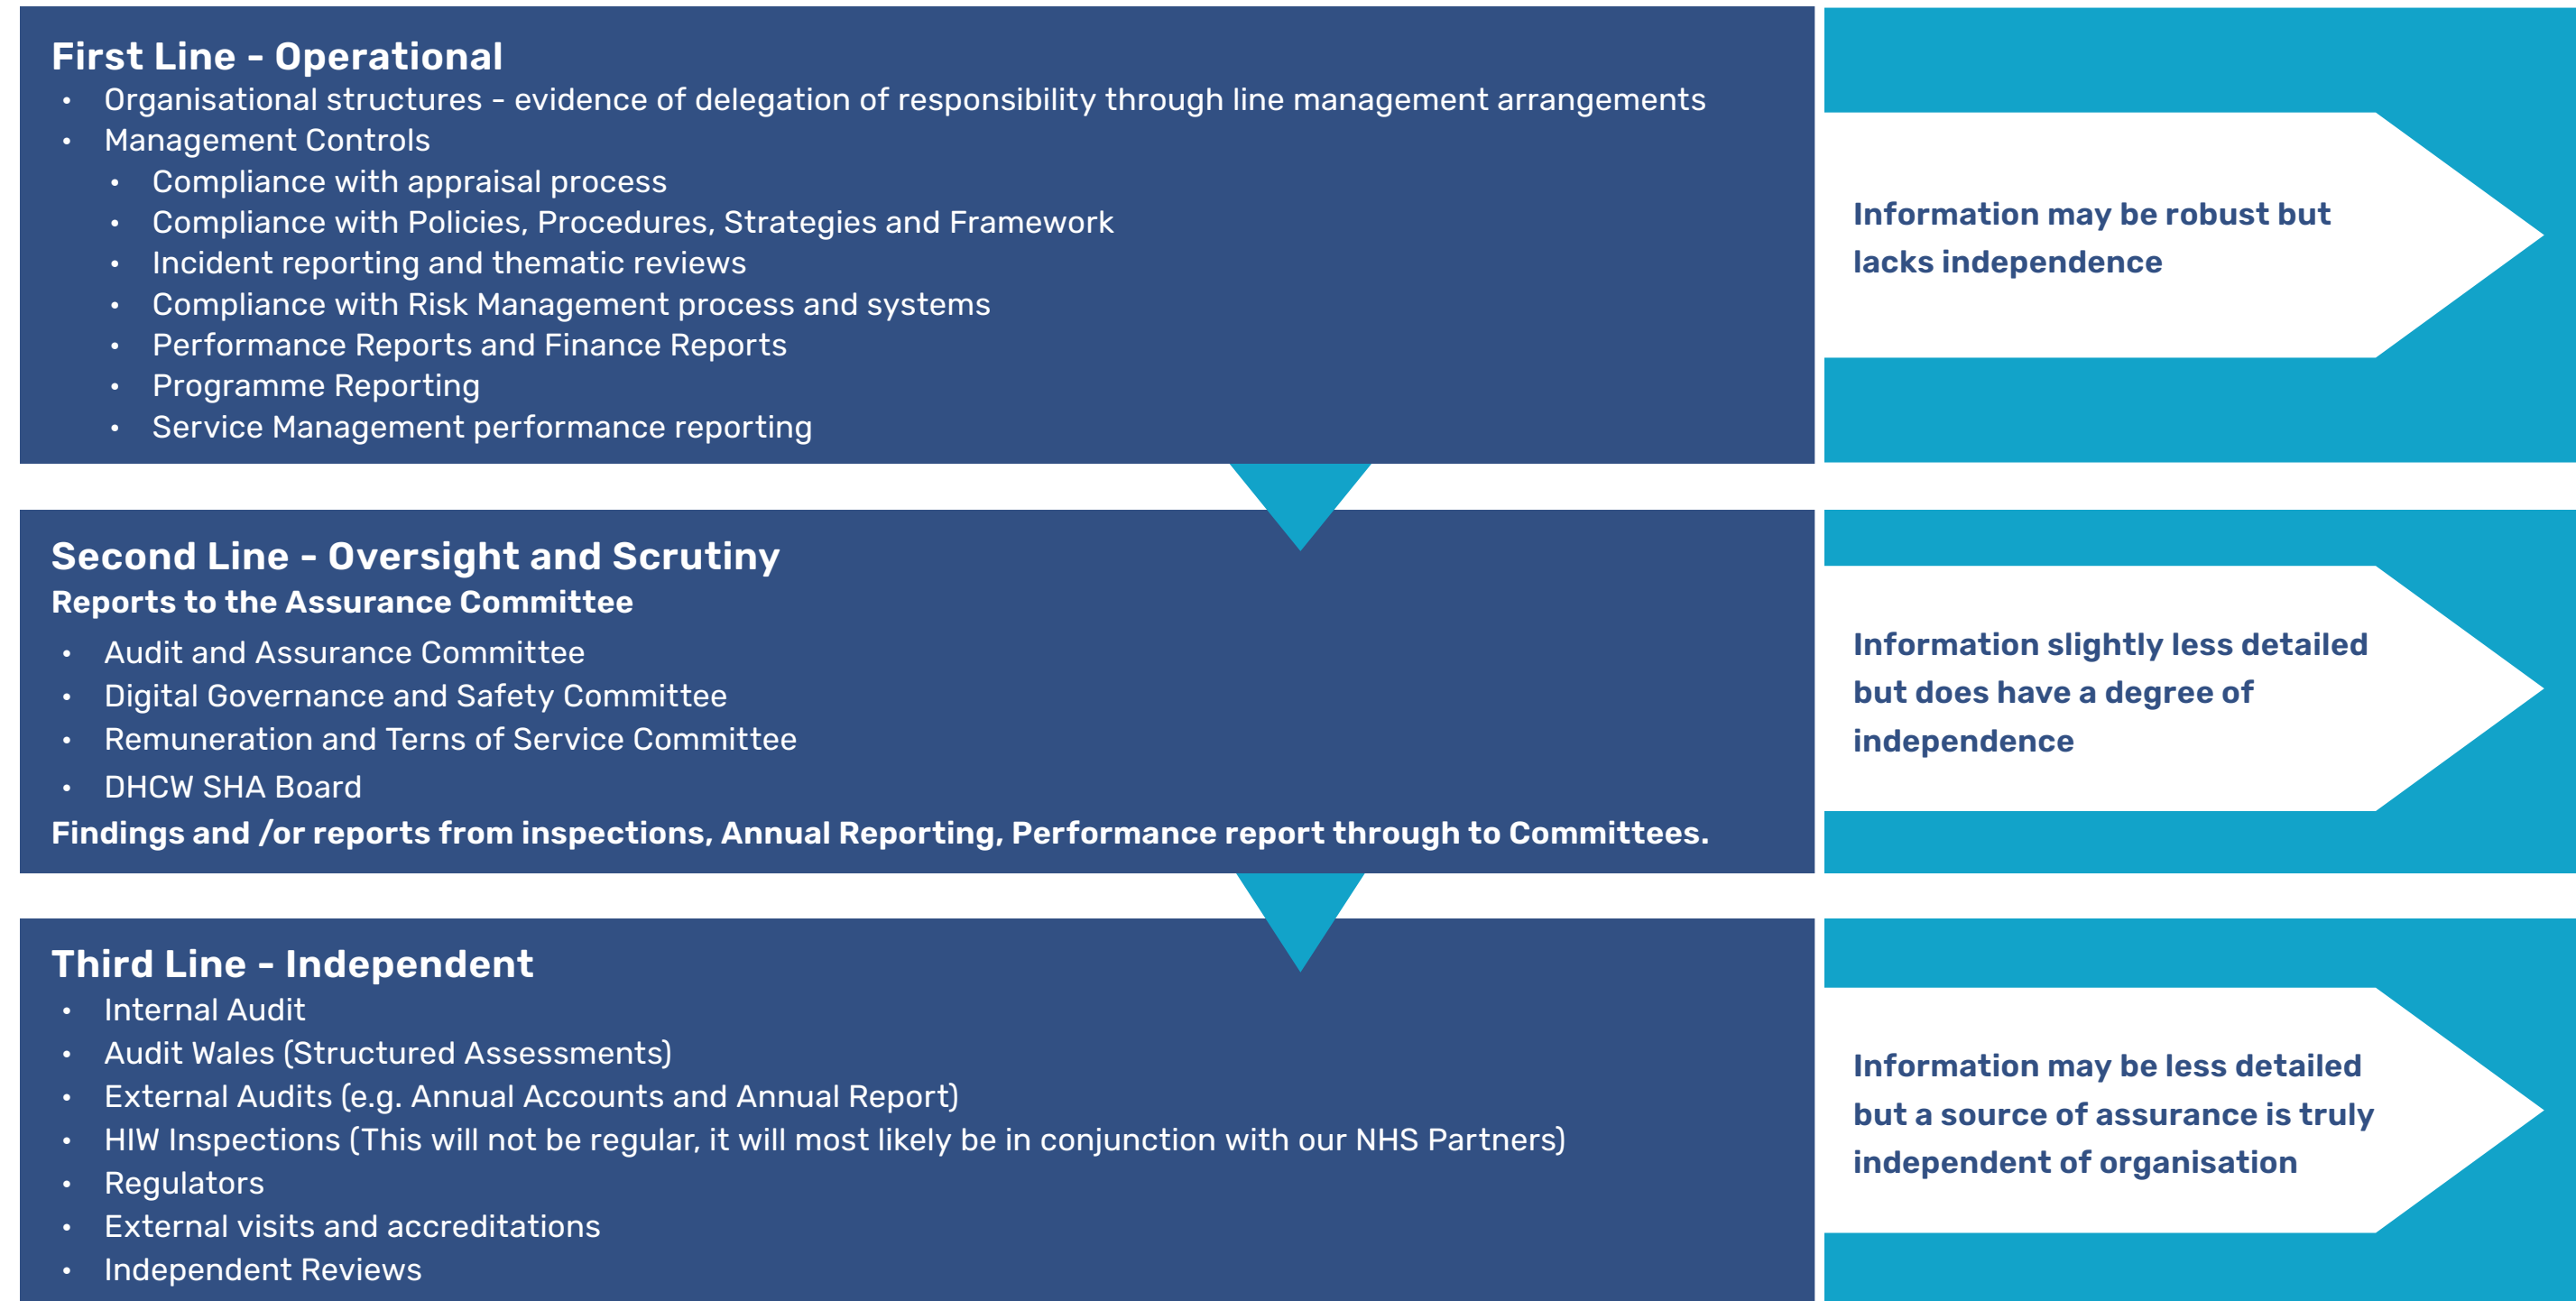 First Line - Operational
• Organisational structures - evidence of delegation of responsibility through line management arrangements
• Management Controls
• Compliance with appraisal process
• Compliance with Policies, Procedures, Strategies and Framework
• Incident reporting and thematic reviews
• Compliance with Risk Management process and systems
• Performance Reports and Finance Reports
• Programme Reporting
• Service Management performance reporting
Information may be robust but
lacks independence
Second Line - Oversight and Scrutiny
Reports to the Assurance Committee
• Audit and Assurance Committee
• Digital Governance and Safety Committee
• Remuneration and Terns of Service Committee
• DHCW SHA Board
Findings and /or reports from inspections, Annual Reporting, Performance report through to Committees.
Information slightly less detailed
but does have a degree of
independence
Third Line - Independent
• Internal Audit
• Audit Wales (Structured Assessments)
• External Audits (e.g. Annual Accounts and Annual Report)
• HIW Inspections (This will not be regular, it will most likely be in conjunction with our NHS Partners)
• Regulators
• External visits and accreditations
• Independent Reviews
Information may be less detailed
but a source of assurance is truly
independent of organisation